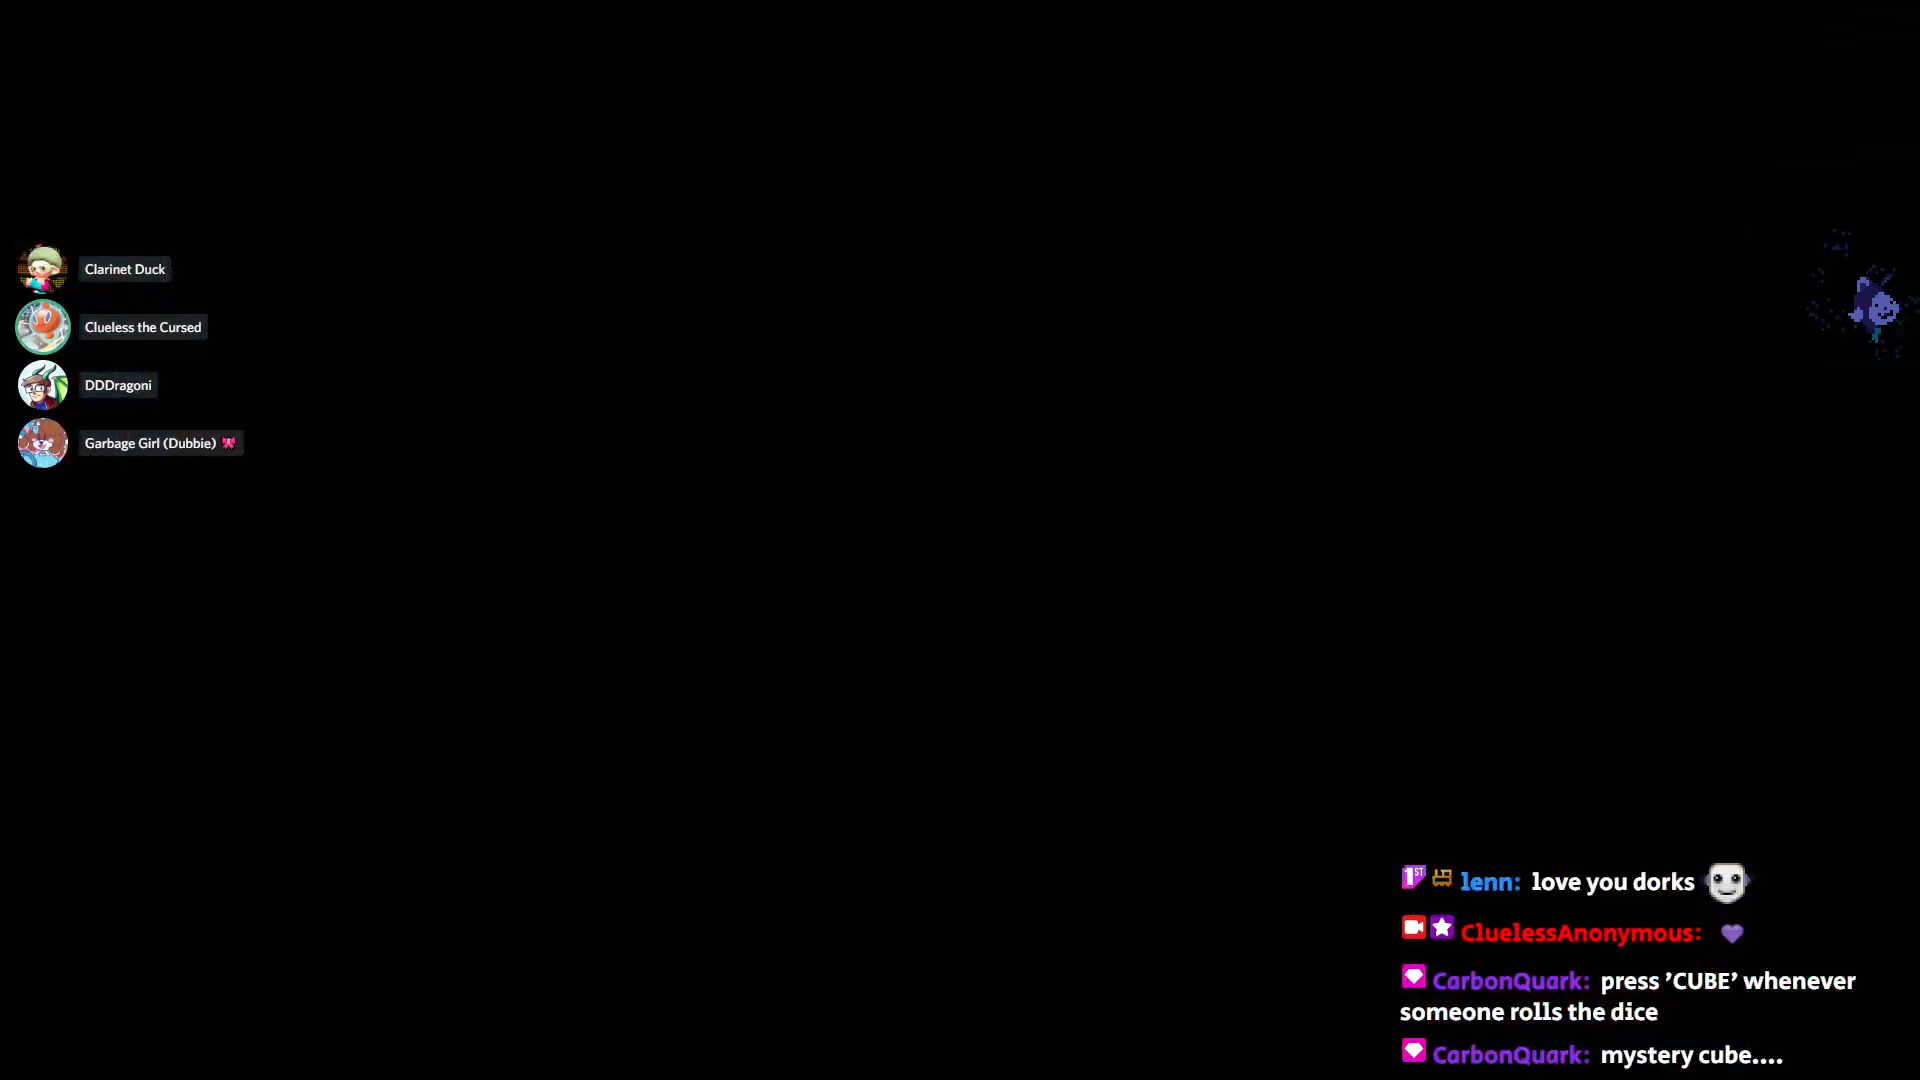 Clarinet Duck
Clueless the Cursed
DDDragoni
Garbage Girl (Dubbie) 🎀
1ST lenn: love you dorks
CluelessAnonymous: 💜
CarbonQuark: press ’CUBE’ whenever
someone rolls the dice
CarbonQuark: mystery cube....